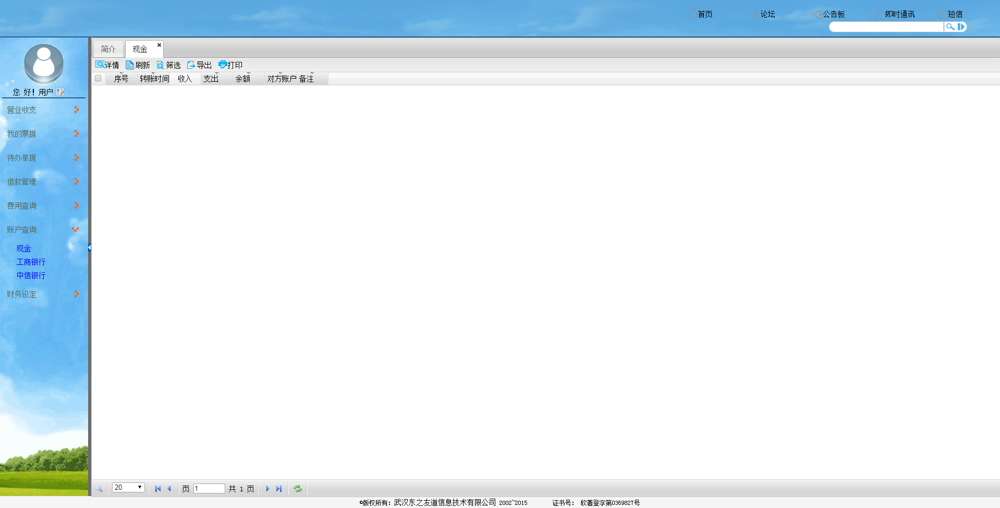 首页 论坛 公告板 即时通讯 短信
简介 现金
详情 刷新 筛选 导出 打印
序号 转账时间 收入 支出 余额 对方账户 备注
您 好！用户
营业收支
我的票据
待办单据
借款管理
费用查询
账户查询
现金
工商银行
中信银行
财务设定
20 页 1 共 1 页
©版权所有：武汉东之友道信息技术有限公司 2002~2015 证书号： 软著登字第0369827号